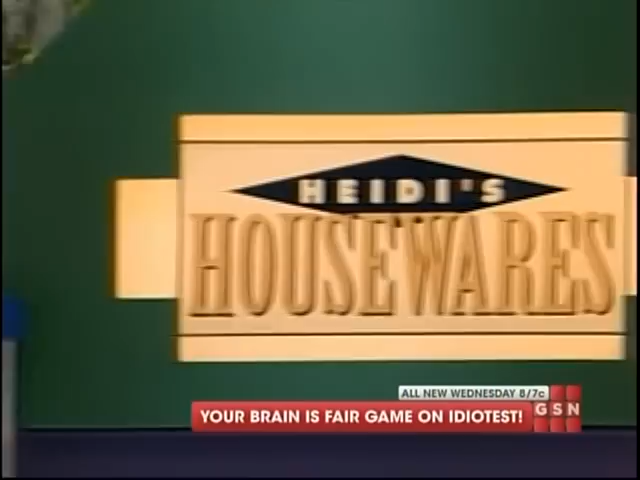 HEIDI'S
HOUSEWARES
ALL NEW WEDNESDAY 8/7c
YOUR BRAIN IS FAIR GAME ON IDIOTEST!
GSN